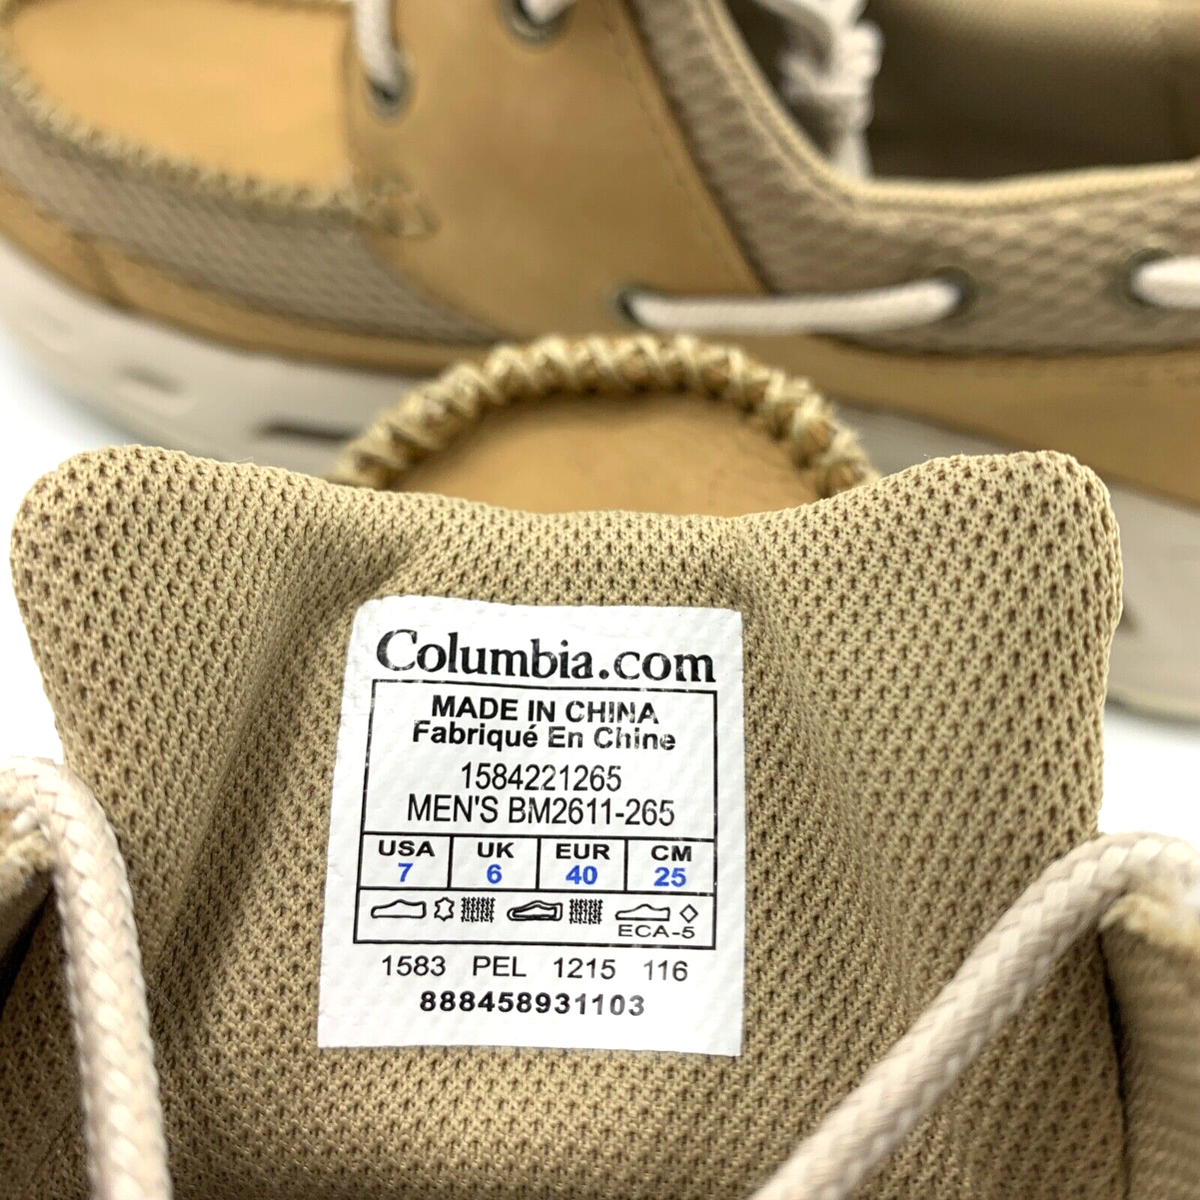 Columbia.com
MADE IN CHINA
Fabriqué En Chine
1584221265
MEN'S BM2611-265
USA UK EUR CM
7 6 40 25
ECA-5
1583 PEL 1215 116
888458931103